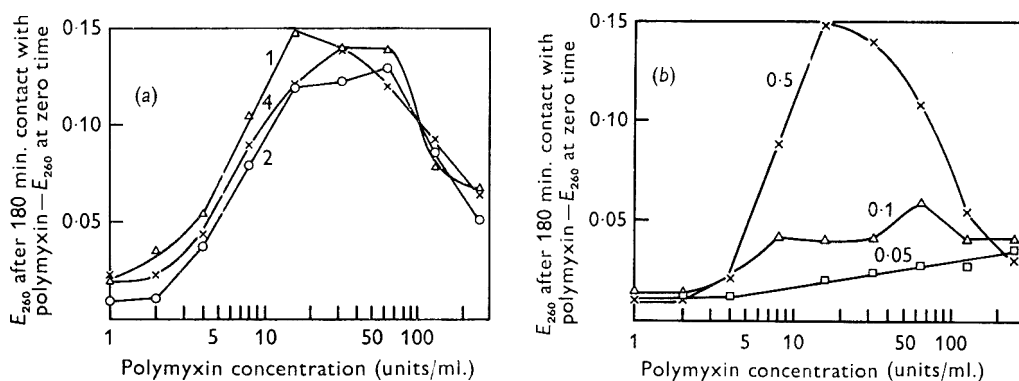 E₂₆₀ after 180 min. contact with
polymyxin—E₂₆₀ at zero time
0·15
0·10
0·05
(a)
1
4
2
1
5
10
50
100
Polymyxin concentration (units/ml.)
E₂₆₀ after 180 min. contact with
polymyxin—E₂₆₀ at zero time
0·15
0·10
0·05
(b)
0·5
0·1
0·05
1
5
10
50
100
Polymyxin concentration (units/ml.)